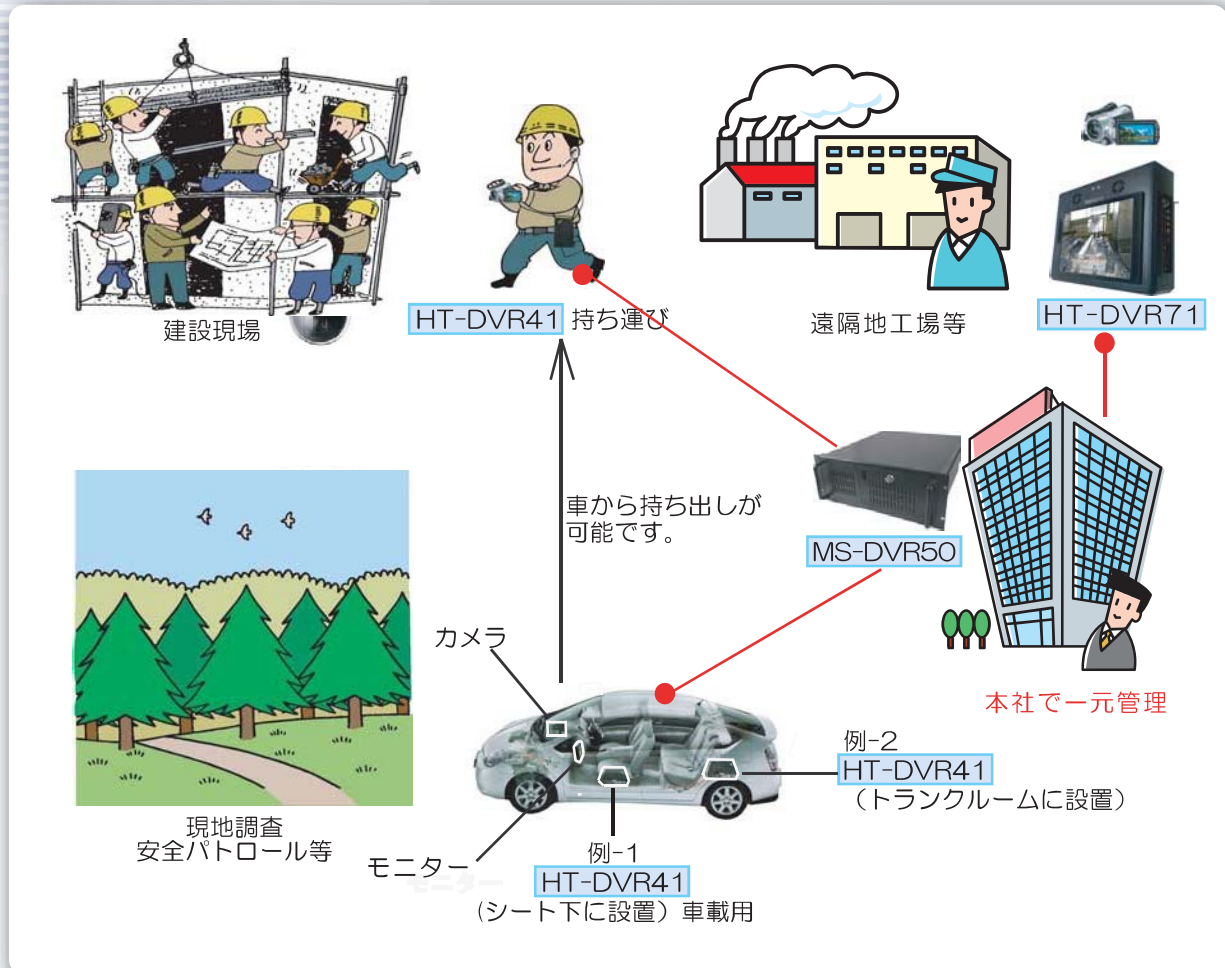 建設現場
HT-DVR41 持ち運び
遠隔地工場等
HT-DVR71
車から持ち出しが
可能です。
MS-DVR50
本社で一元管理
カメラ
例-2
HT-DVR41
（トランクルームに設置）
現地調査
安全パトロール等
モニター
例-1
HT-DVR41
（シート下に設置）車載用
モニター